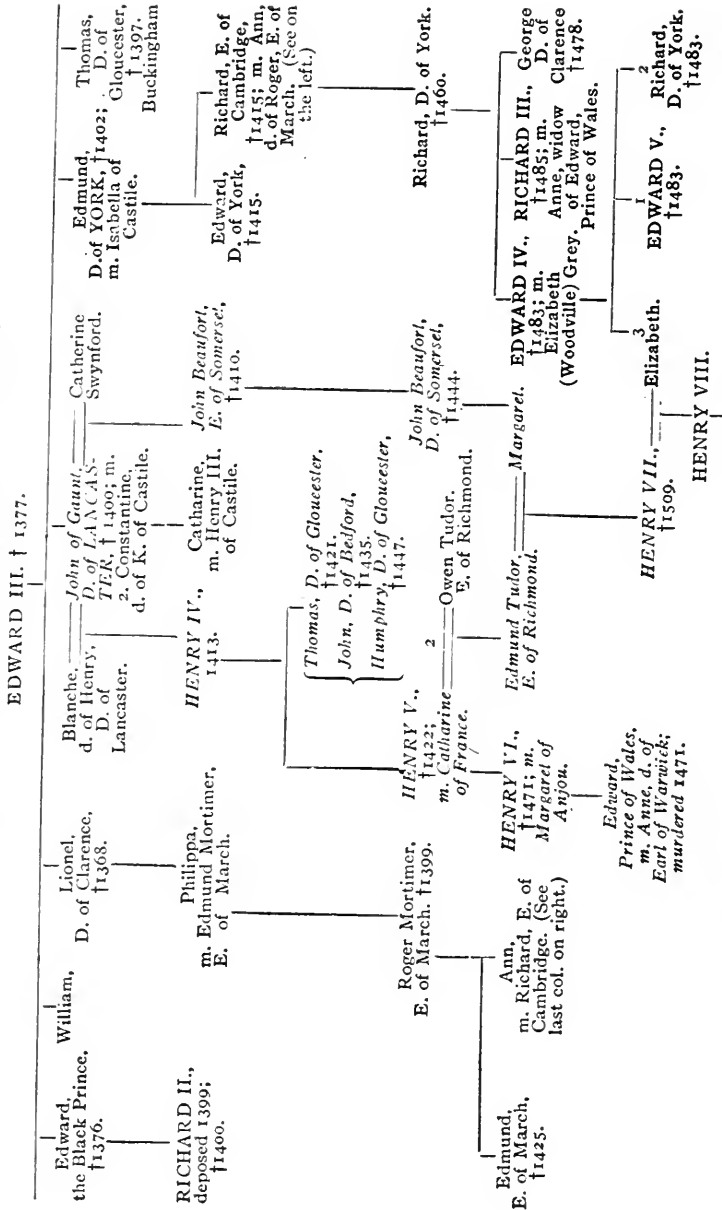 EDWARD III. † 1377.
Edward,
the Black Prince,
†1376.
William,
Lionel,
D. of Clarence,
†1368.
Blanche,
d. of Henry,
D. of
Lancaster.
John of Gaunt,
D. of LANCAS-
TER, † 1400; m.
2. Constantine,
d. of K. of Castile.
Catherine
Swynford.
Edmund,
D. of YORK, †1402;
m. Isabella of
Castile.
Thomas,
D. of
Gloucester,
† 1397.
Buckingham
RICHARD II.,
deposed 1399;
†1400.
Philippa,
m. Edmund Mortimer,
E. of March.
HENRY IV.,
1413.
Catharine,
m. Henry III.
of Castile.
John Beaufort,
E. of Somerset,
†1410.
Edward,
D. of York,
†1415.
Richard, E. of
Cambridge,
†1415; m. Ann,
d. of Roger, E. of
March. (See on
the left.)
Thomas, D. of Gloucester,
†1421.
John, D. of Bedford,
†1435.
Humphry, D. of Gloucester,
†1447.
Roger Mortimer,
E. of March. †1399.
HENRY V.,
†1422;
m. Catharine
of France.
2
Owen Tudor,
E. of Richmond.
John Beaufort,
D. of Somerset,
†1444.
Richard, D. of York.
†1460.
Edmund,
E. of March,
†1425.
Ann,
m. Richard, E. of
Cambridge. (See
last col. on right.)
HENRY VI.,
†1471; m.
Margaret of
Anjou.
Edmund Tudor,
E. of Richmond.
Margaret.
EDWARD IV.,
†1483; m.
Elizabeth
(Woodville) Grey.
RICHARD III.,
†1485; m.
Anne, widow
of Edward,
Prince of Wales.
George
D. of
Clarence
†1478.
Edward,
Prince of Wales,
m. Anne, d. of
Earl of Warwick;
murdered 1471.
HENRY VII.,
†1509.
3
Elizabeth.
1
EDWARD V.,
†1483.
2
Richard,
D. of York.
†1483.
HENRY VIII.